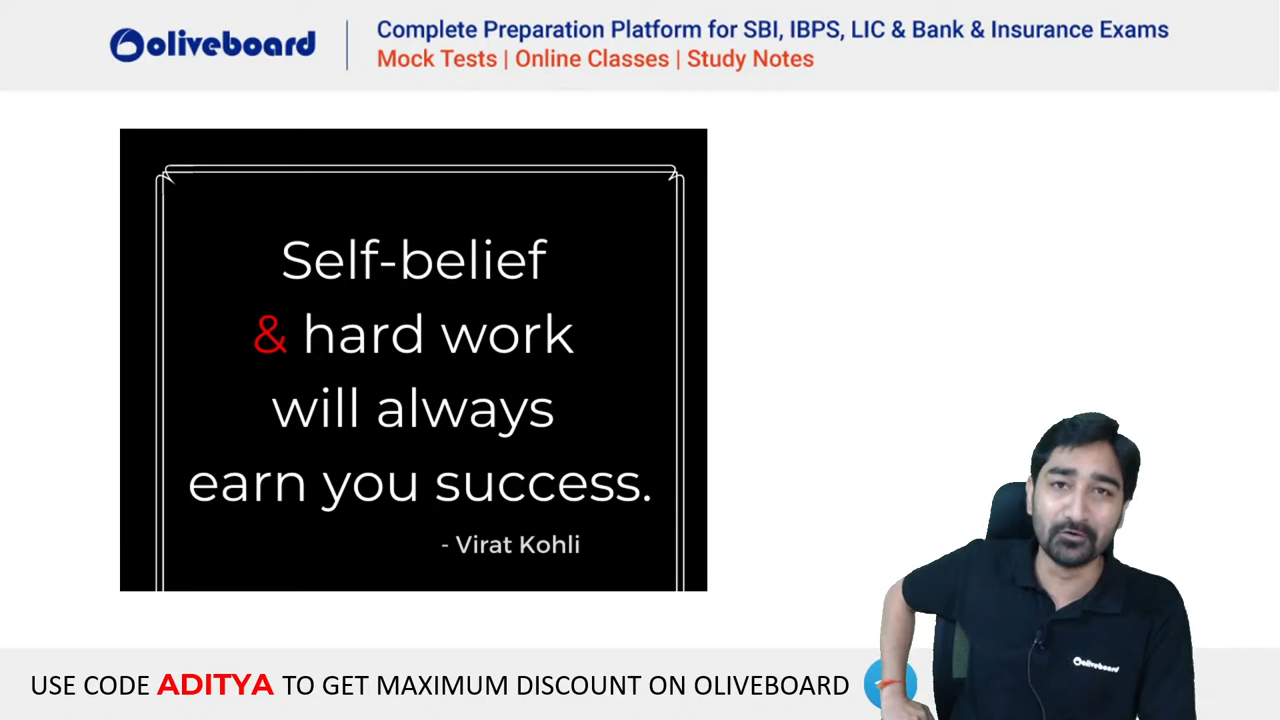 oliveboard
Complete Preparation Platform for SBI, IBPS, LIC & Bank & Insurance Exams
Mock Tests | Online Classes | Study Notes
Self-belief
& hard work
will always
earn you success.
- Virat Kohli
oliveboard
USE CODE ADITYA TO GET MAXIMUM DISCOUNT ON OLIVEBOARD